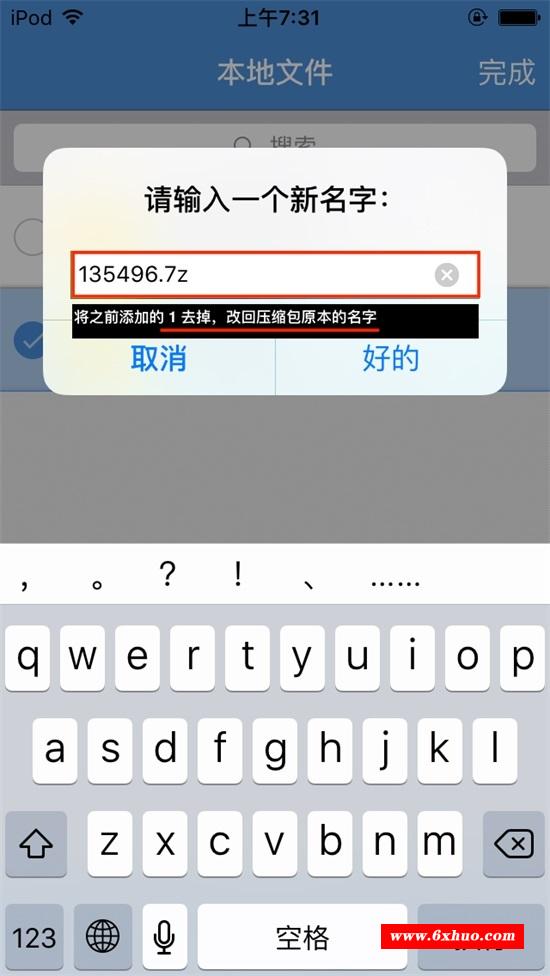 iPod 上午7:31
本地文件 完成
搜索
请输入一个新名字：
135496.7z
将之前添加的 1 去掉，改回压缩包原本的名字
取消 好的
， 。 ？ ！ 、 ……
q w e r t y u i o p
a s d f g h j k l
z x c v b n m
123 空格
www.6xhuo.com